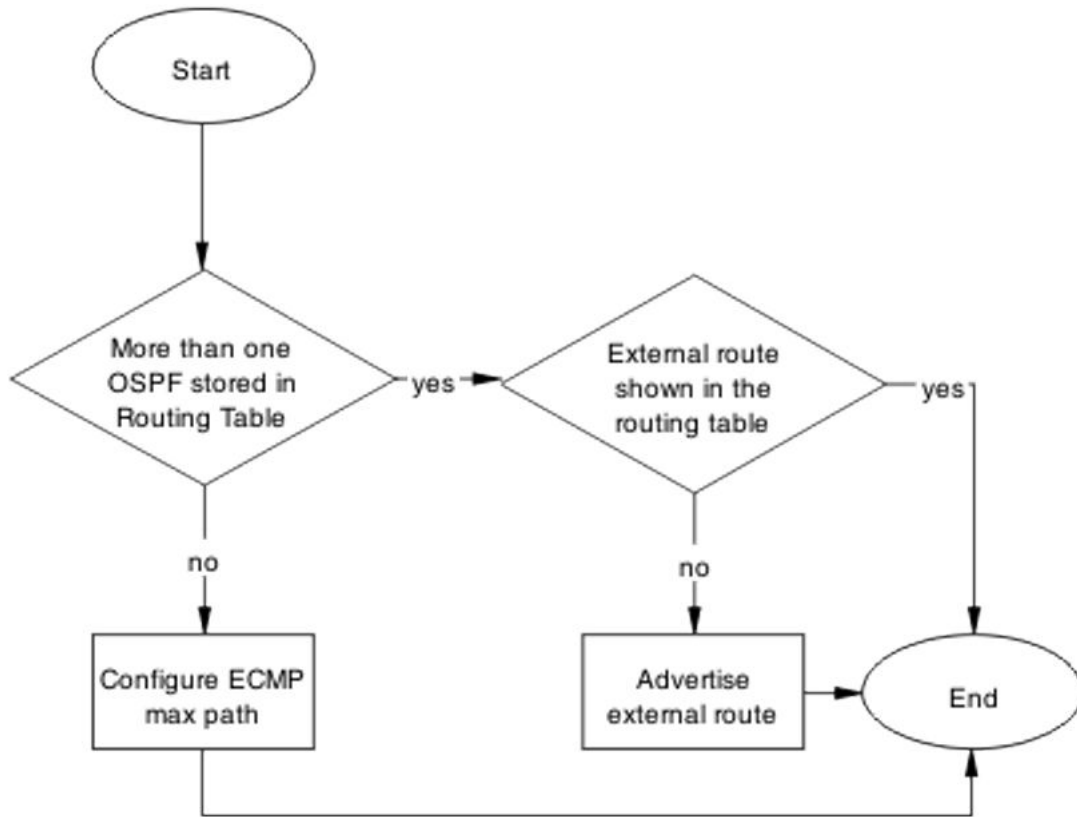 Start
More than one
OSPF stored in
Routing Table
yes
External route
shown in the
routing table
yes
no
no
Configure ECMP
max path
Advertise
external route
End